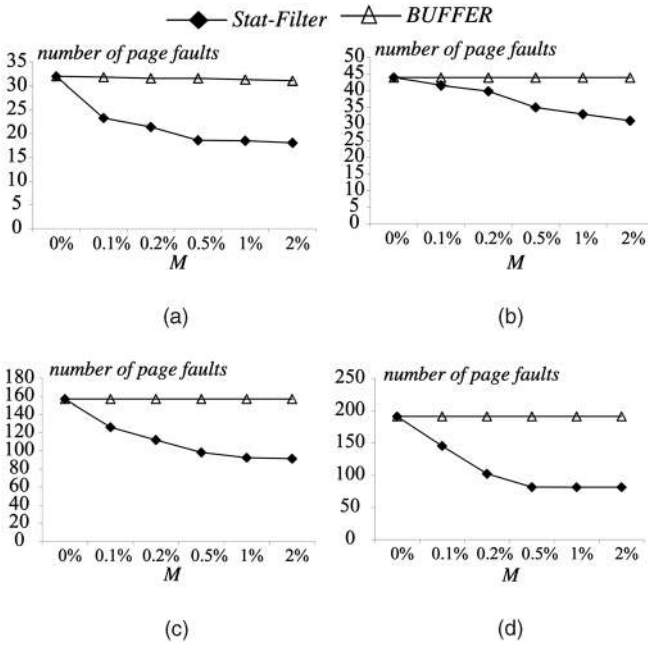 Stat-Filter BUFFER
number of page faults
35
30
25
20
15
10
5
0
0% 0.1% 0.2% 0.5% 1% 2%
M
(a)
number of page faults
50
45
40
35
30
25
20
15
10
5
0
0% 0.1% 0.2% 0.5% 1% 2%
M
(b)
number of page faults
180
160
140
120
100
80
60
40
20
0
0% 0.1% 0.2% 0.5% 1% 2%
M
(c)
number of page faults
250
200
150
100
50
0
0% 0.1% 0.2% 0.5% 1% 2%
M
(d)